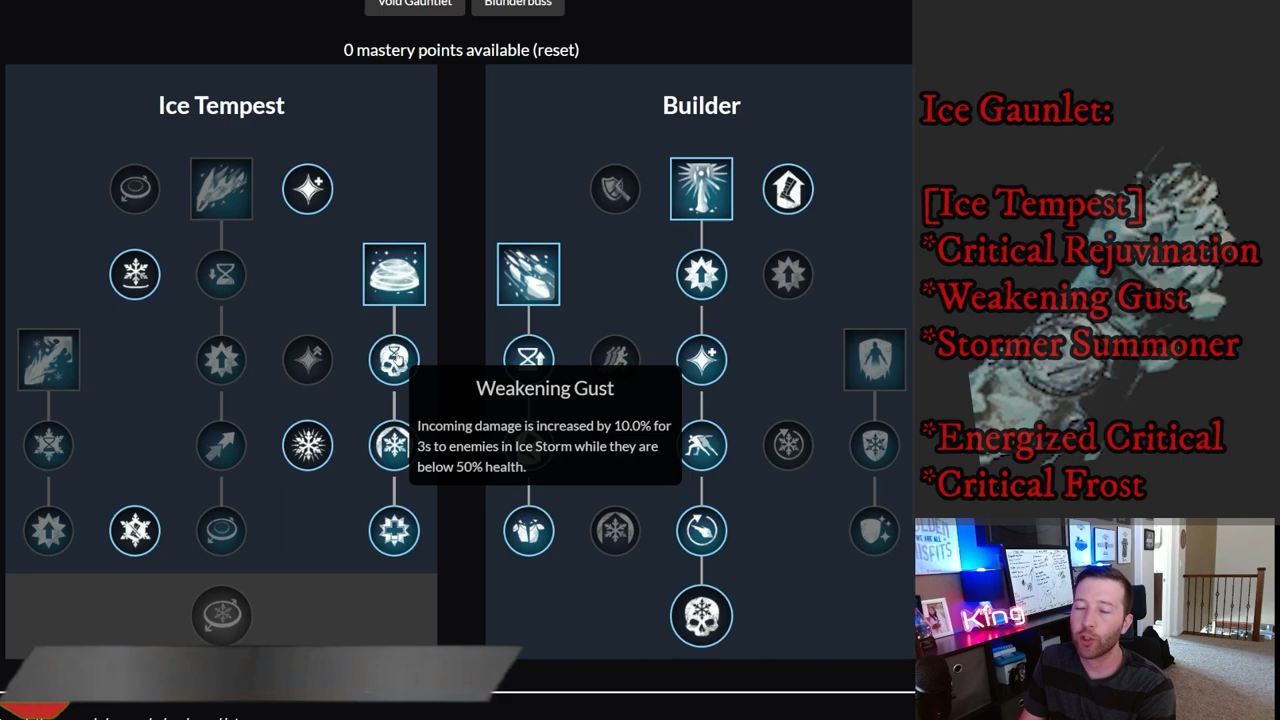 Void Gauntlet
Blunderbuss
0 mastery points available (reset)
Ice Tempest
Builder
Weakening Gust
Incoming damage is increased by 10.0% for
3s to enemies in Ice Storm while they are
below 50% health.
Ice Gaunlet:
[Ice Tempest]
*Critical Rejuvination
*Weakening Gust
*Stormer Summoner
*Energized Critical
*Critical Frost
King